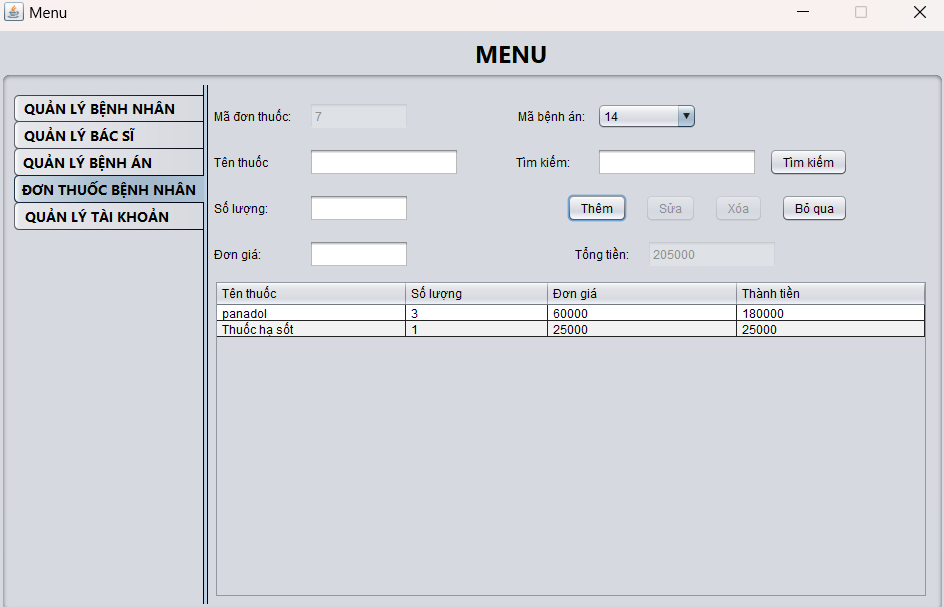 Menu
MENU
QUẢN LÝ BỆNH NHÂN
QUẢN LÝ BÁC SĨ
QUẢN LÝ BỆNH ÁN
ĐƠN THUỐC BỆNH NHÂN
QUẢN LÝ TÀI KHOẢN
Mã đơn thuốc: 7 Mã bệnh án: 14
Tên thuốc Tìm kiếm: Tìm kiếm
Số lượng: Thêm Sửa Xóa Bỏ qua
Đơn giá: Tổng tiền: 205000
Tên thuốc Số lượng Đơn giá Thành tiền
panadol 3 60000 180000
Thuốc hạ sốt 1 25000 25000